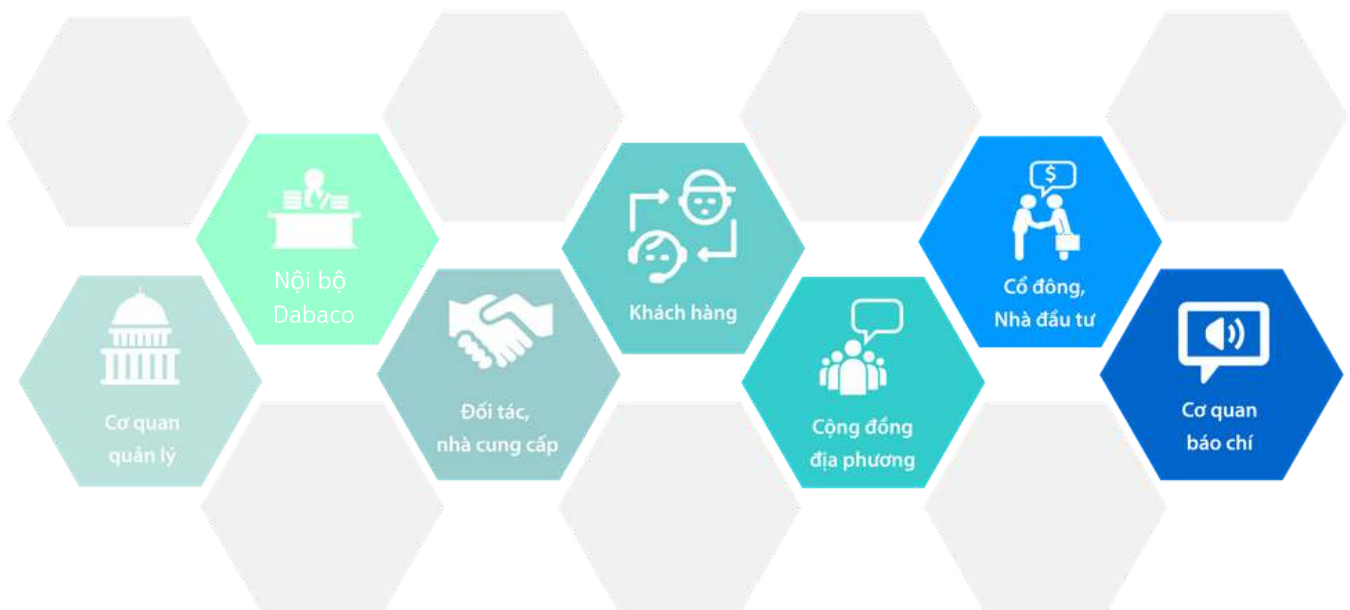 Cơ quan
quản lý
Nội bộ
Dabaco
Đối tác,
nhà cung cấp
Khách hàng
Cộng đồng
địa phương
$
Cổ đông,
Nhà đầu tư
Cơ quan
báo chí